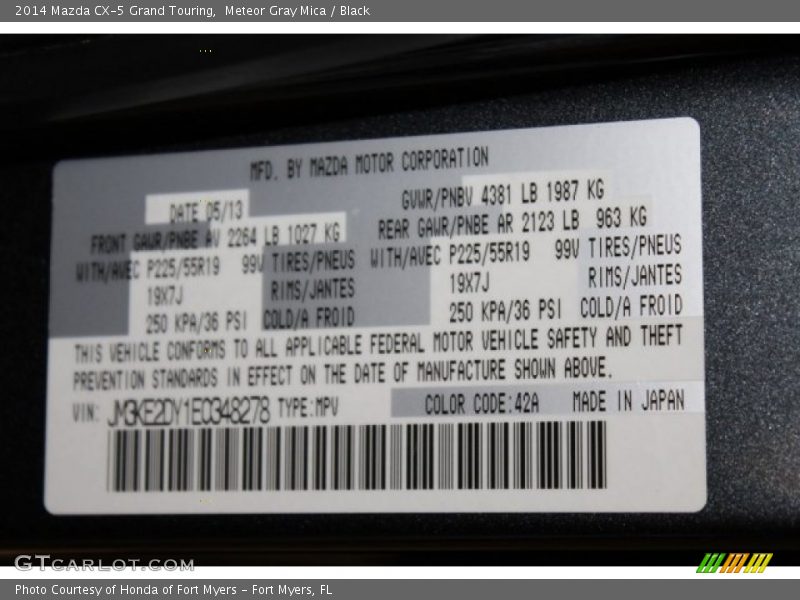 2014 Mazda CX-5 Grand Touring,  Meteor Gray Mica / Black
MFD. BY MAZDA MOTOR CORPORATION
DATE 05/13 GVWR/PNBV 4381 LB 1987 KG
FRONT GAWR/PNBE AV 2264 LB 1027 KG REAR GAWR/PNBE AR 2123 LB 963 KG
WITH/AVEC P225/55R19 99V TIRES/PNEUS WITH/AVEC P225/55R19 99V TIRES/PNEUS
19X7J RIMS/JANTES 19X7J RIMS/JANTES
250 KPA/36 PSI COLD/A FROID 250 KPA/36 PSI COLD/A FROID
THIS VEHICLE CONFORMS TO ALL APPLICABLE FEDERAL MOTOR VEHICLE SAFETY AND THEFT
PREVENTION STANDARDS IN EFFECT ON THE DATE OF MANUFACTURE SHOWN ABOVE.
VIN: JM3KE2DY1E0348278 TYPE:MPV COLOR CODE:42A MADE IN JAPAN
GTCARLOT.COM
Photo Courtesy of Honda of Fort Myers - Fort Myers, FL